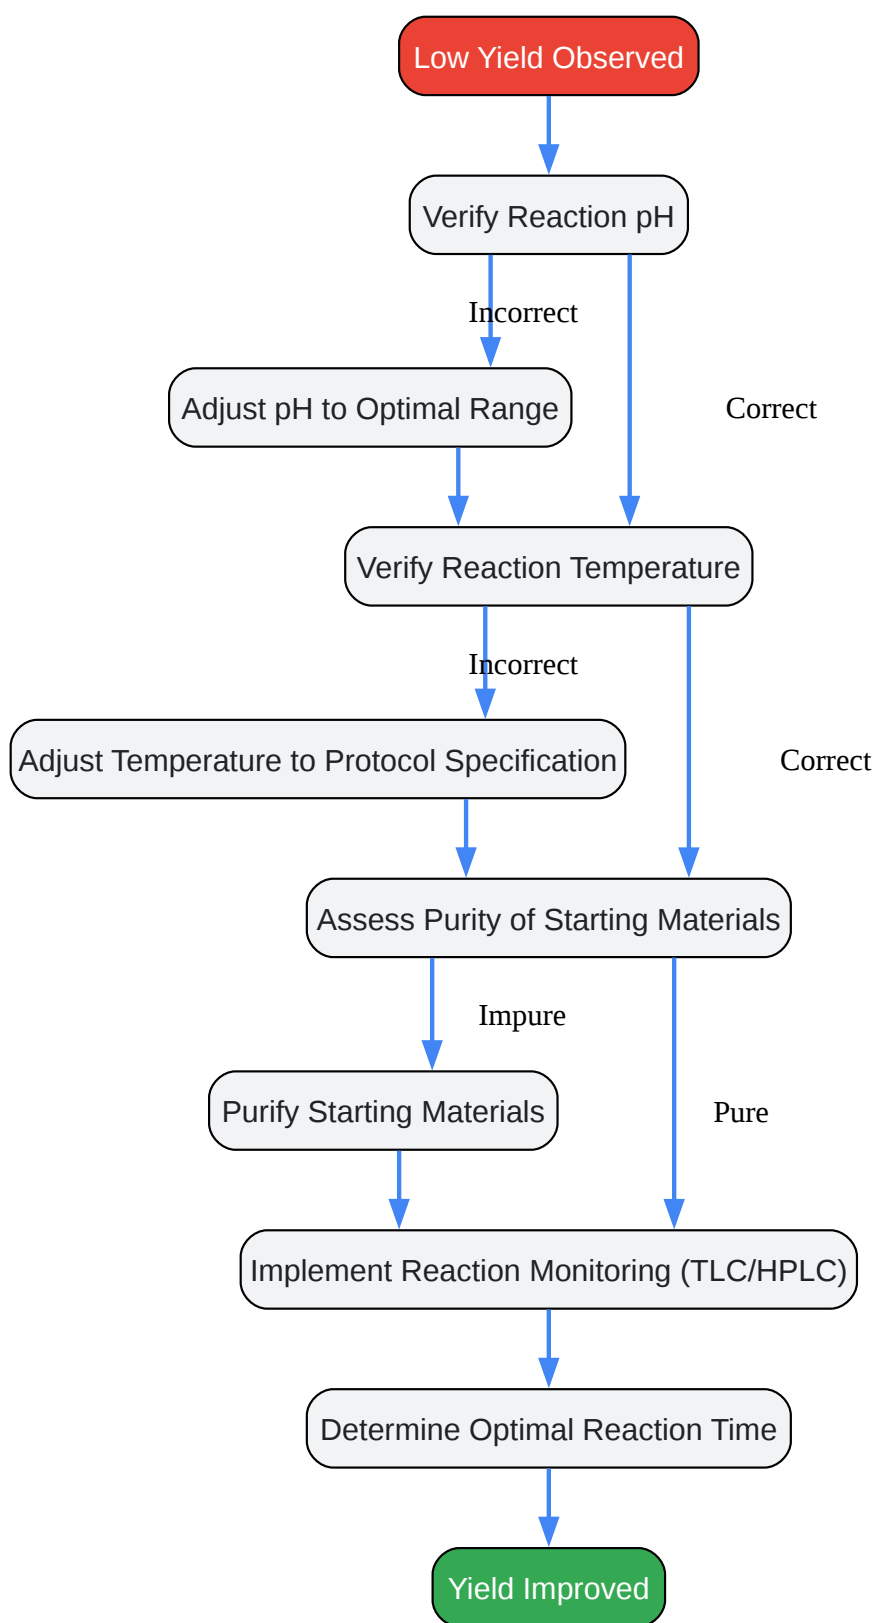 Low Yield Observed
Verify Reaction pH
Incorrect
Adjust pH to Optimal Range
Correct
Verify Reaction Temperature
Incorrect
Adjust Temperature to Protocol Specification
Correct
Assess Purity of Starting Materials
Impure
Purify Starting Materials
Pure
Implement Reaction Monitoring (TLC/HPLC)
Determine Optimal Reaction Time
Yield Improved